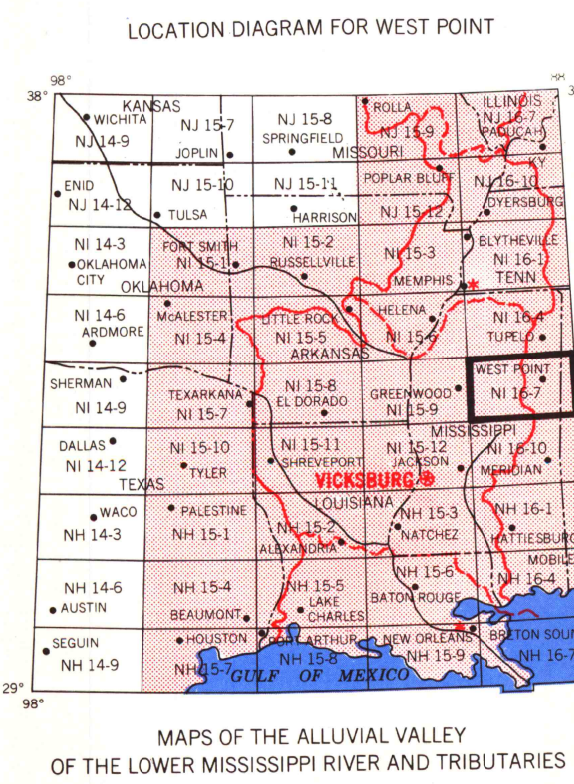 LOCATION DIAGRAM FOR WEST POINT
98°
88
38°
3
KANSAS
ROLLA
ILLINOIS
WICHITA
NJ 15-7
NJ 15-8
NJ 16-7
NJ 14-9
SPRINGFIELD
NJ 15-9
PADUCAH
JOPLIN
MISSOURI
KY
ENID
NJ 15-10
NJ 15-11
POPLAR BLUFF
NJ 16-10
NJ 14-12
TULSA
HARRISON
NJ 15-12
DYERSBURG
NI 14-3
FORT SMITH
NI 15-2
NI 15-3
BLYTHEVILLE
OKLAHOMA
CITY
NI 15-1
RUSSELLVILLE
MEMPHIS
NI 16-1
TENN
OKLAHOMA
NI 14-6
McALESTER
LITTLE ROCK
HELENA
NI 16-4
ARDMORE
NI 15-4
NI 15-5
NI 15-6
TUPELO
ARKANSAS
SHERMAN
TEXARKANA
NI 15-8
GREENWOOD
WEST POINT
NI 14-9
NI 15-7
EL DORADO
NI 15-9
NI 16-7
MISSISSIPPI
DALLAS
NI 15-10
NI 15-11
NI 15-12
NI 16-10
NI 14-12
TYLER
SHREVEPORT
JACKSON
MERIDIAN
TEXAS
VICKSBURG
LOUISIANA
WACO
PALESTINE
NH 15-2
NH 15-3
NH 16-1
NH 14-3
NH 15-1
ALEXANDRIA
NATCHEZ
HATTIESBURG
MOBILE
NH 14-6
NH 15-4
NH 15-5
NH 15-6
NH 16-4
AUSTIN
BEAUMONT
LAKE
CHARLES
BATON ROUGE
SEGUIN
HOUSTON
PORT ARTHUR
NEW ORLEANS
BRETON SOUN
NH 14-9
NH 15-7
NH 15-8
NH 15-9
NH 16-7
GULF OF MEXICO
29°
98°
MAPS OF THE ALLUVIAL VALLEY
OF THE LOWER MISSISSIPPI RIVER AND TRIBUTARIES